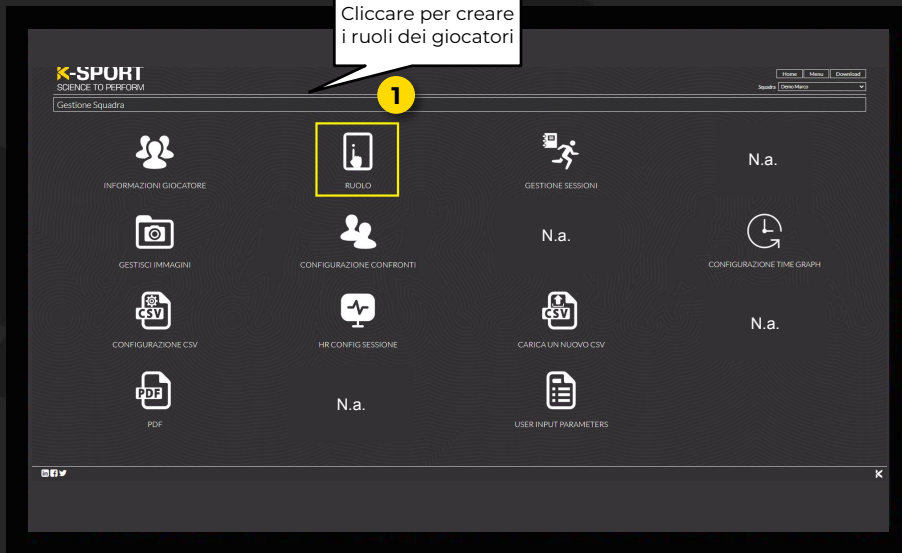 Cliccare per creare
i ruoli dei giocatori
K-SPORT
SCIENCE TO PERFORM
1
Home Menu Download
Squadra Demo Marco
Gestione Squadra
INFORMAZIONI GIOCATORE
RUOLO
GESTIONE SESSIONI
N.a.
GESTISCI IMMAGINI
CONFIGURAZIONE CONFRONTI
N.a.
CONFIGURAZIONE TIME GRAPH
CSV
CONFIGURAZIONE CSV
HR CONFIG SESSIONE
CSV
CARICA UN NUOVO CSV
N.a.
PDF
PDF
N.a.
USER INPUT PARAMETERS